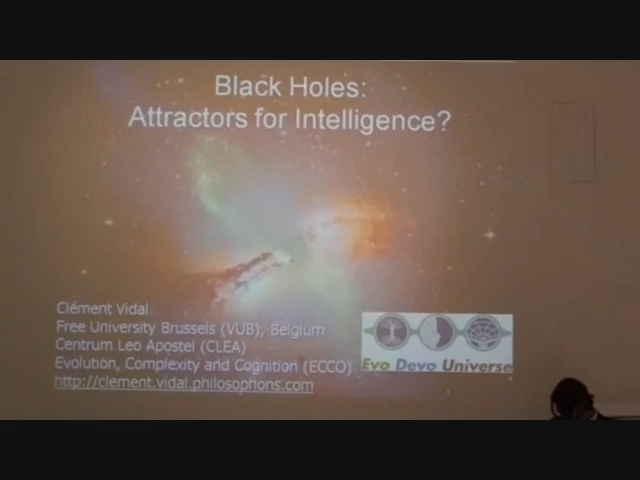 Black Holes:
Attractors for Intelligence?
Clément Vidal.
Free University Brussels (VUB), Belgium
Centrum Leo Apostel (CLEA)
Evolution, Complexity and Cognition (ECCO)
http://clement.vidal.philosophons.com
Evo Devo Universe